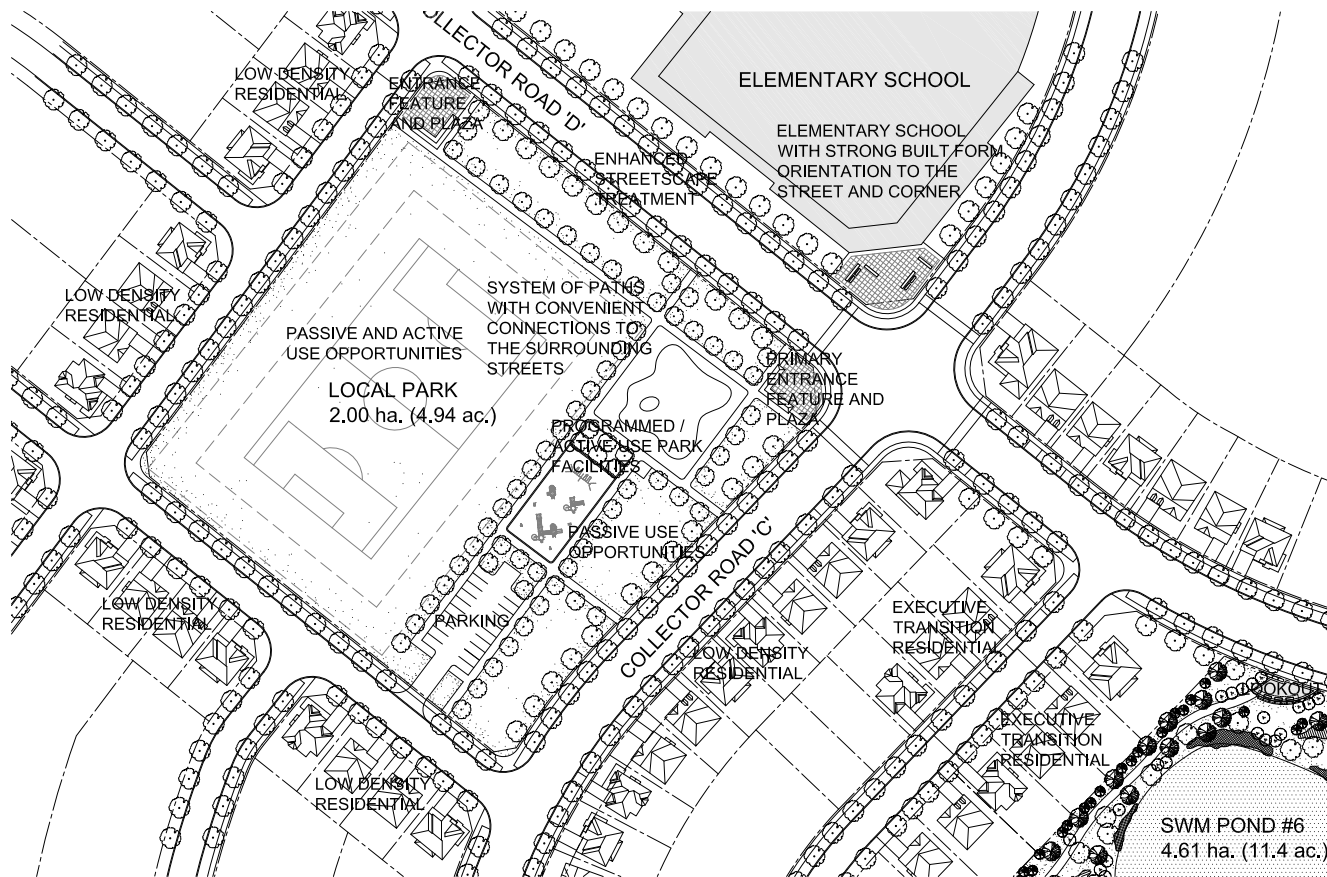 COLLECTOR ROAD 'D'
ELEMENTARY SCHOOL
LOW DENSITY
RESIDENTIAL
ENTRANCE
FEATURE
AND PLAZA
ELEMENTARY SCHOOL
WITH STRONG BUILT FORM
ORIENTATION TO THE
STREET AND CORNER
ENHANCED
STREETSCAPE
TREATMENT
LOW DENSITY
RESIDENTIAL
SYSTEM OF PATHS
WITH CONVENIENT
CONNECTIONS TO
THE SURROUNDING
STREETS
PASSIVE AND ACTIVE
USE OPPORTUNITIES
LOCAL PARK
2.00 ha. (4.94 ac.)
PRIMARY
ENTRANCE
FEATURE AND
PLAZA
PROGRAMMED /
ACTIVE USE PARK
FACILITIES
PASSIVE USE
OPPORTUNITIES
COLLECTOR ROAD 'C'
LOW DENSITY
RESIDENTIAL
PARKING
EXECUTIVE
TRANSITION
RESIDENTIAL
LOW DENSITY
RESIDENTIAL
LOOKOUT
EXECUTIVE
TRANSITION
RESIDENTIAL
LOW DENSITY
RESIDENTIAL
SWM POND #6
4.61 ha. (11.4 ac.)